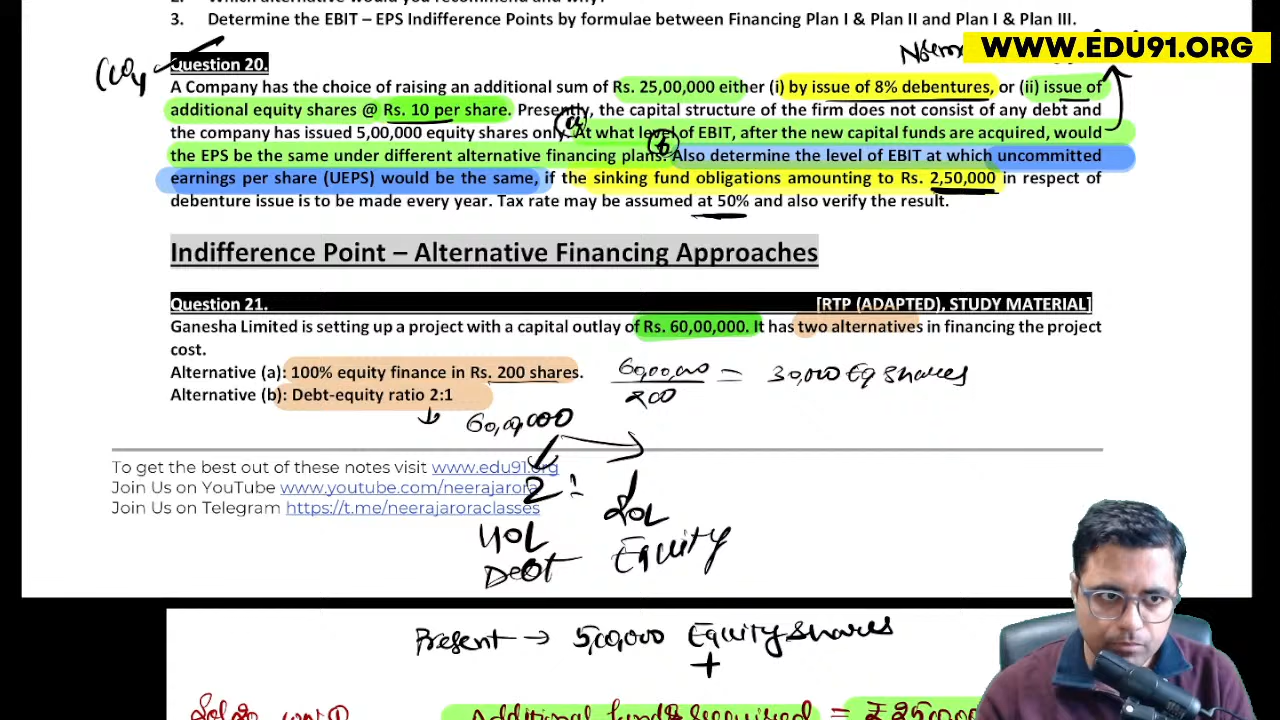 3. Determine the EBIT – EPS Indifference Points by formulae between Financing Plan I & Plan II and Plan I & Plan III.
WWW.EDU91.ORG
Question 20.
A Company has the choice of raising an additional sum of Rs. 25,00,000 either (i) by issue of 8% debentures, or (ii) issue of
additional equity shares @ Rs. 10 per share. Presently, the capital structure of the firm does not consist of any debt and
(a)
the company has issued 5,00,000 equity shares only. At what level of EBIT, after the new capital funds are acquired, would
(b)
the EPS be the same under different alternative financing plans. Also determine the level of EBIT at which uncommitted
earnings per share (UEPS) would be the same, if the sinking fund obligations amounting to Rs. 2,50,000 in respect of
debenture issue is to be made every year. Tax rate may be assumed at 50% and also verify the result.
Indifference Point – Alternative Financing Approaches
Question 21. [RTP (ADAPTED), STUDY MATERIAL]
Ganesha Limited is setting up a project with a capital outlay of Rs. 60,00,000. It has two alternatives in financing the project
cost.
Alternative (a): 100% equity finance in Rs. 200 shares. 60,00,000 / 200 = 30,000 Eq shares
Alternative (b): Debt-equity ratio 2:1
60,00,000
To get the best out of these notes visit www.edu91.org
Join Us on YouTube www.youtube.com/neerajarora
2 : 1
Join Us on Telegram https://t.me/neerajaroraclasses
40L 20L
Debt Equity
Present → 5,00,000 Equity shares
+
Additional funds required = ₹ 25000